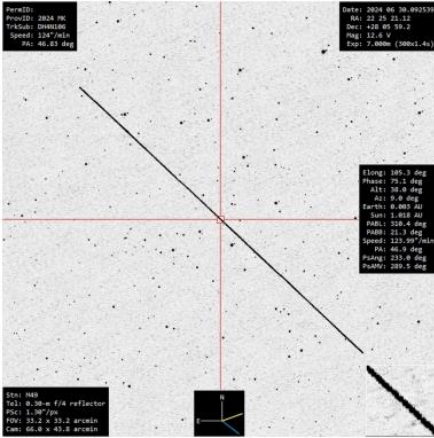 PermID:
ProvID: 2024 MK
TrkSub: DH4N106
Speed: 124"/min
PA: 46.83 deg
Date: 2024 06 30.092539
RA: 22 25 21.12
Dec: +28 05 59.2
Mag: 12.6 V
Exp: 7.000m (300x1.4s)
Elong: 105.3 deg
Phase: 75.1 deg
Alt: 38.0 deg
Az: 9.0 deg
Earth: 0.003 AU
Sun: 1.018 AU
PABL: 310.4 deg
PABB: 21.3 deg
Speed: 123.99"/min
PA: 46.9 deg
PsAng: 233.0 deg
PsAMV: 289.5 deg
Stn: M49
Tel: 0.30-m f/4 reflector
PSc: 1.30"/px
FOV: 33.2 x 33.2 arcmin
Cam: 66.0 x 43.8 arcmin
N
E